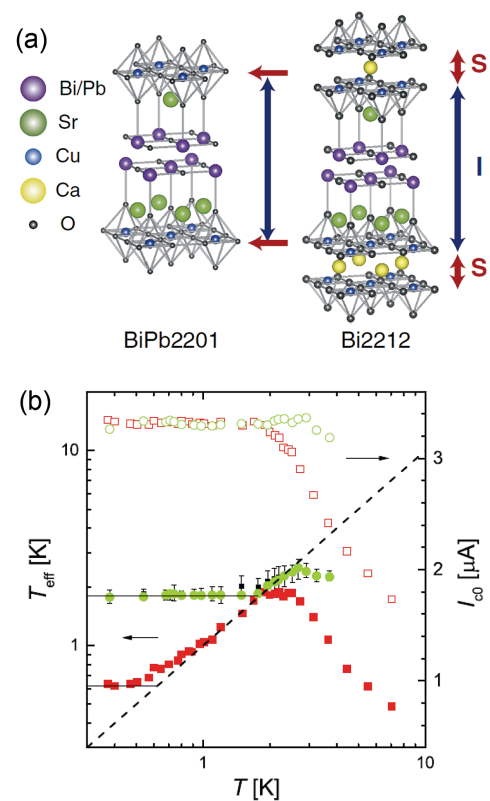 (a)
Bi/Pb
Sr
Cu
Ca
O
S
I
S
BiPb2201
Bi2212
(b)
10
1
T_eff [K]
3
2
1
I_c0 [μA]
1
10
T [K]